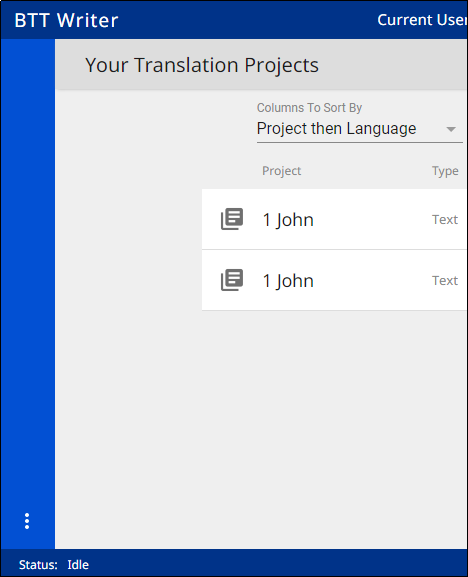 BTT Writer Current User
Your Translation Projects
Columns To Sort By
Project then Language
Project Type
1 John Text
1 John Text
Status: Idle